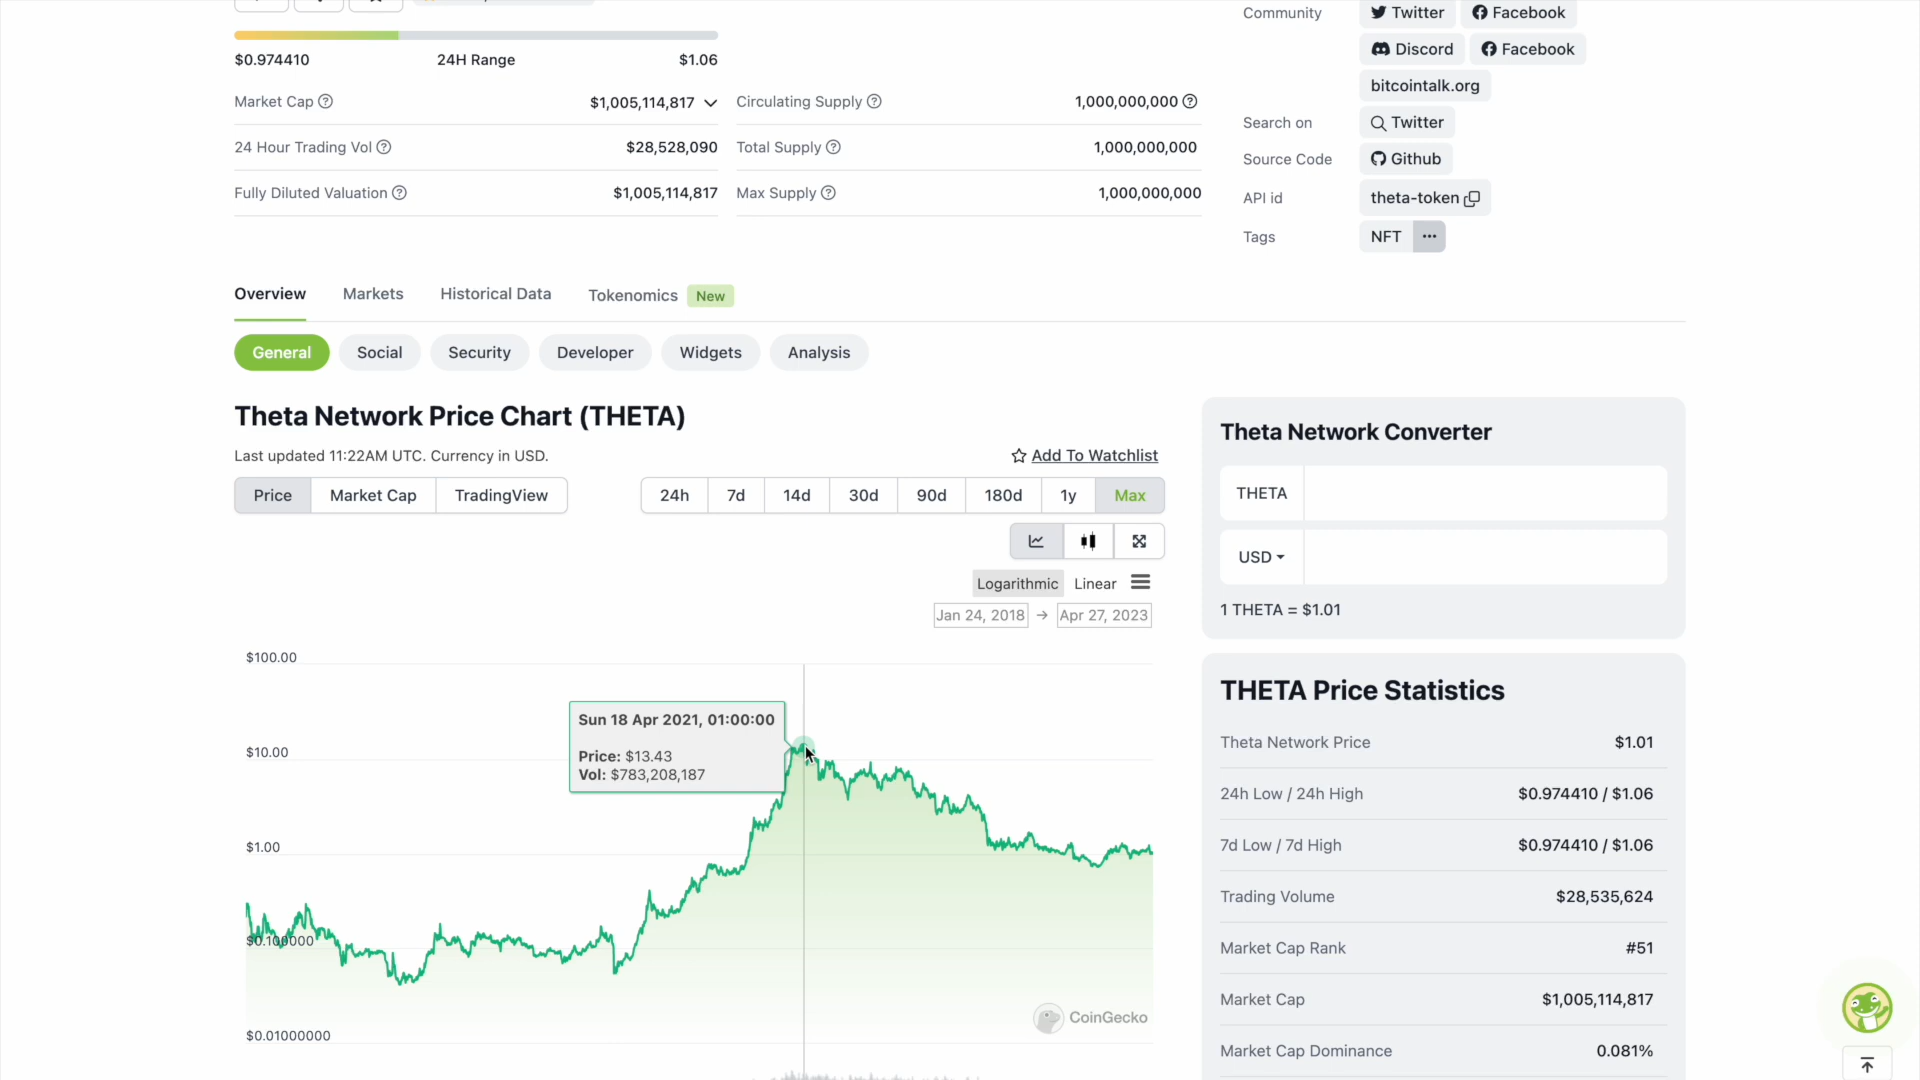 $0.974410 24H Range $1.06
Market Cap $1,005,114,817
24 Hour Trading Vol $28,528,090
Fully Diluted Valuation $1,005,114,817
Circulating Supply 1,000,000,000
Total Supply 1,000,000,000
Max Supply 1,000,000,000
Community Twitter Facebook
Discord Facebook
bitcointalk.org
Search on Twitter
Source Code Github
API id theta-token
Tags NFT ...
Overview Markets Historical Data Tokenomics New
General Social Security Developer Widgets Analysis
Theta Network Price Chart (THETA)
Last updated 11:22AM UTC. Currency in USD.
Add To Watchlist
Price Market Cap TradingView
24h 7d 14d 30d 90d 180d 1y Max
Logarithmic Linear
Jan 24, 2018 → Apr 27, 2023
$100.00
$10.00
$1.00
$0.100000
$0.01000000
Sun 18 Apr 2021, 01:00:00
Price: $13.43
Vol: $783,208,187
CoinGecko
Theta Network Converter
THETA
USD
1 THETA = $1.01
THETA Price Statistics
Theta Network Price $1.01
24h Low / 24h High $0.974410 / $1.06
7d Low / 7d High $0.974410 / $1.06
Trading Volume $28,535,624
Market Cap Rank #51
Market Cap $1,005,114,817
Market Cap Dominance 0.081%